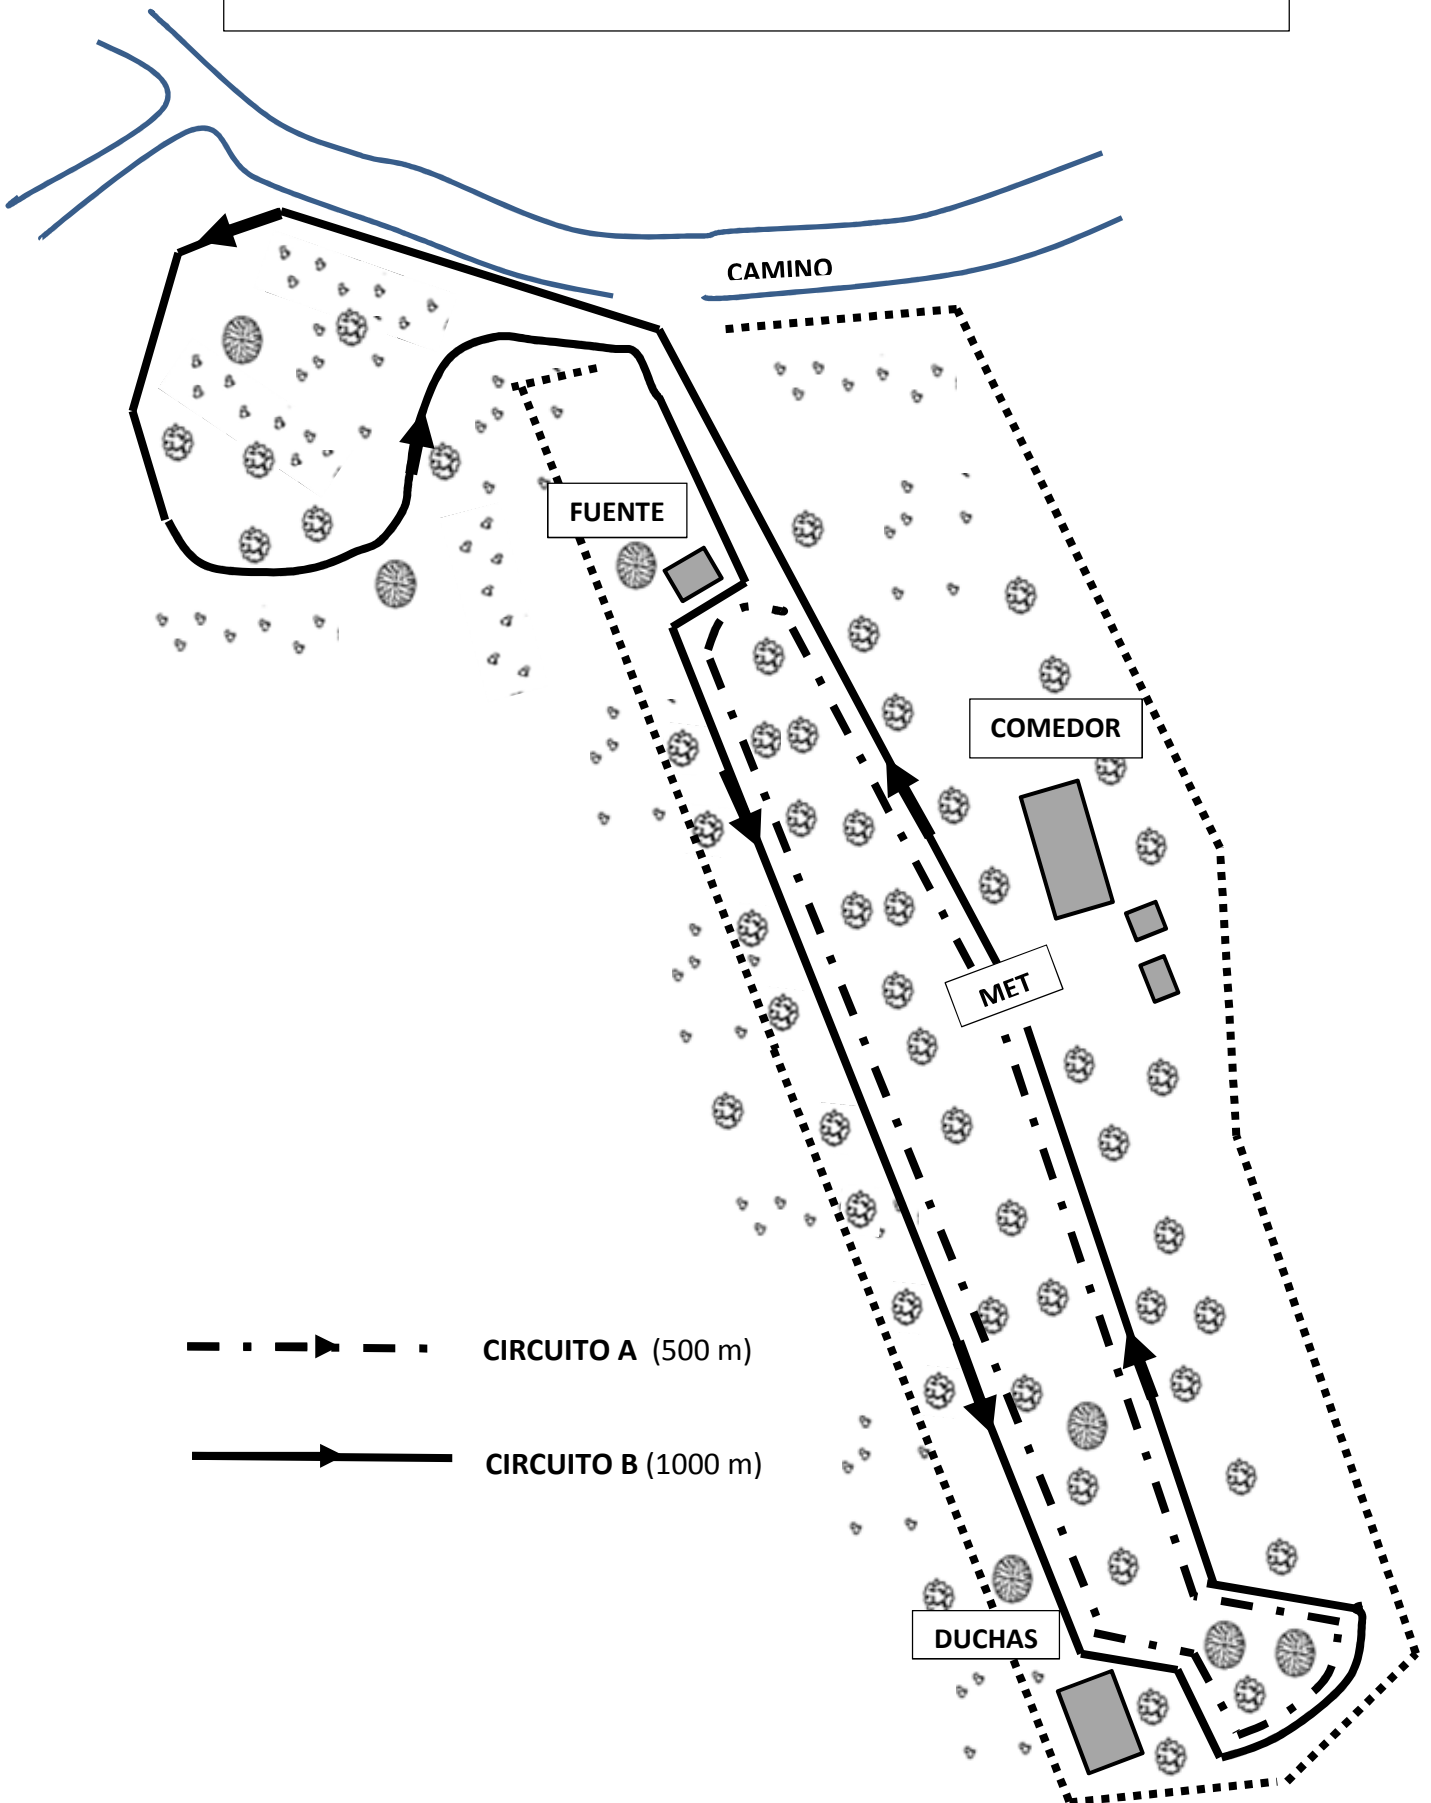 CAMINO
FUENTE
COMEDOR
MET
CIRCUITO A (500 m)
CIRCUITO B (1000 m)
DUCHAS